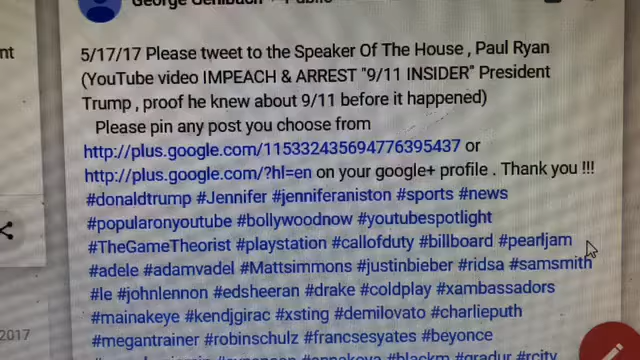 5/17/17 Please tweet to the Speaker Of The House , Paul Ryan
(YouTube video IMPEACH & ARREST "9/11 INSIDER" President
Trump , proof he knew about 9/11 before it happened)
Please pin any post you choose from
http://plus.google.com/115332435694776395437 or
http://plus.google.com/?hl=en on your google+ profile . Thank you !!!
#donaldtrump #Jennifer #jenniferaniston #sports #news
#popularonyoutube #bollywoodnow #youtubespotlight
#TheGameTheorist #playstation #callofduty #billboard #pearljam
#adele #adamvadel #Mattsimmons #justinbieber #ridsa #samsmith
#le #johnlennon #edsheeran #drake #coldplay #xambassadors
#mainakeye #kendjgirac #xsting #demilovato #charlieputh
2017
#megantrainer #robinschulz #francsesyates #beyonce